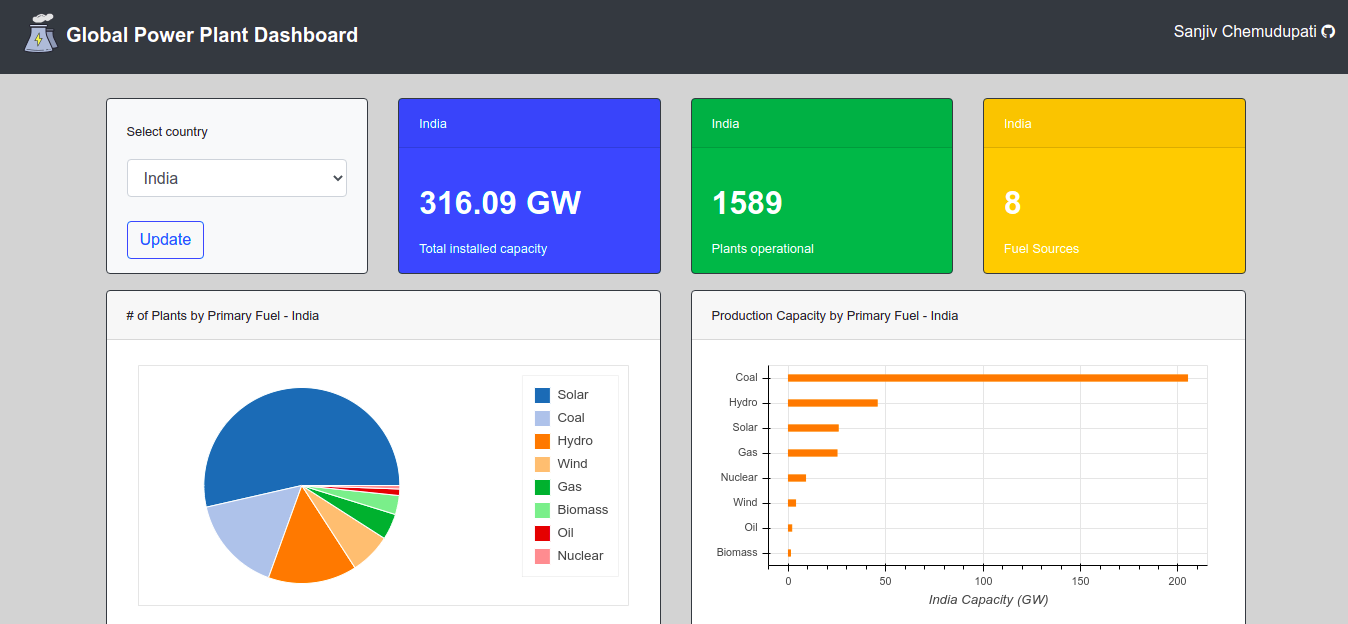 Global Power Plant Dashboard
Sanjiv Chemudupati
Select country
India
Update
India
316.09 GW
Total installed capacity
India
1589
Plants operational
India
8
Fuel Sources
# of Plants by Primary Fuel - India
Solar
Coal
Hydro
Wind
Gas
Biomass
Oil
Nuclear
Production Capacity by Primary Fuel - India
Coal
Hydro
Solar
Gas
Nuclear
Wind
Oil
Biomass
0 50 100 150 200
India Capacity (GW)